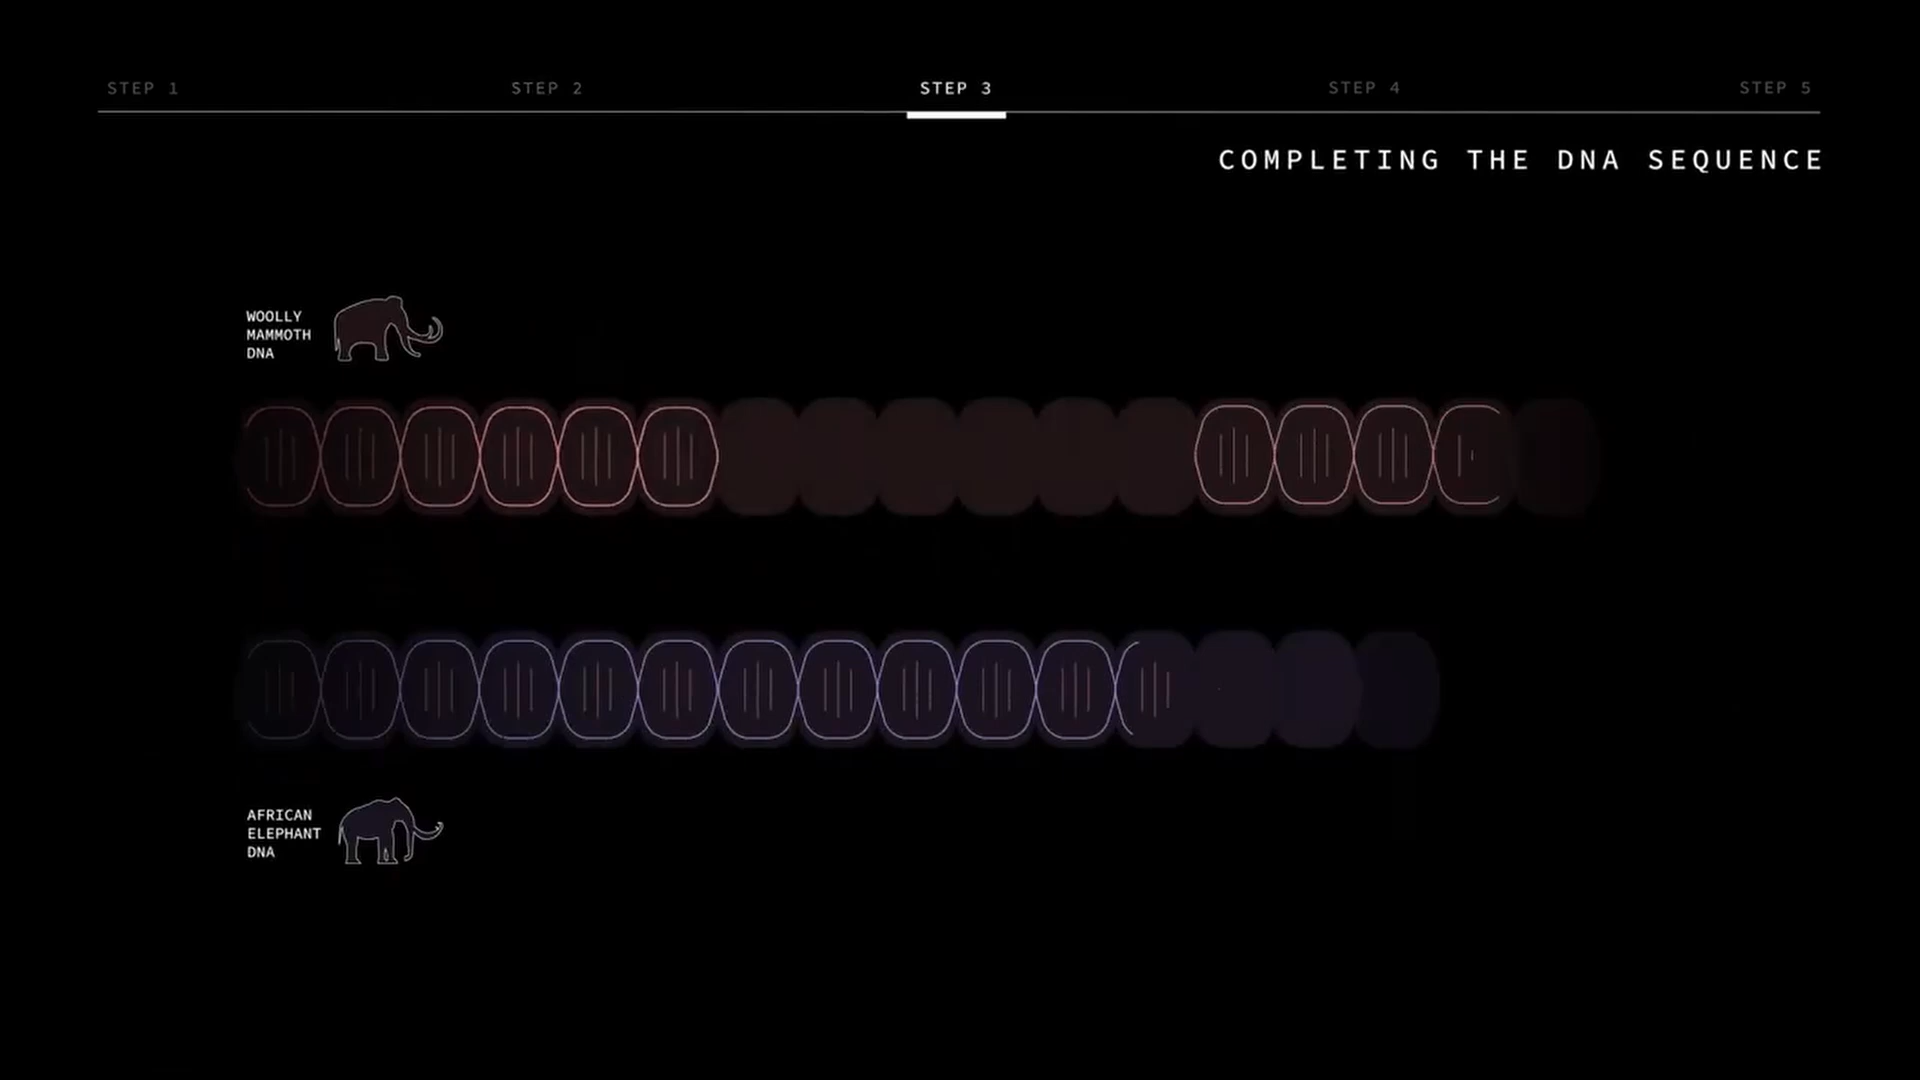 STEP 1
STEP 2
STEP 3
STEP 4
STEP 5
COMPLETING THE DNA SEQUENCE
WOOLLY
MAMMOTH
DNA
AFRICAN
ELEPHANT
DNA